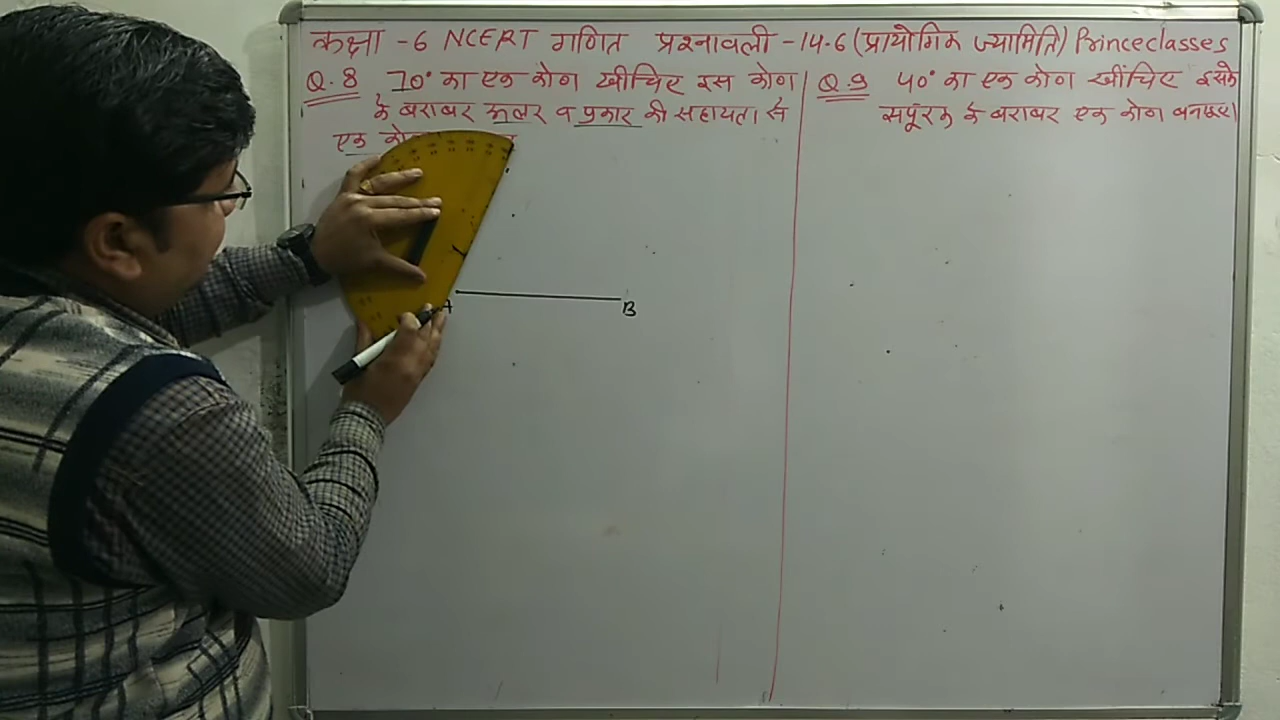 कक्षा -6 NCERT गणित प्रश्नावली -14.6 (प्रायोगिक ज्यामिति) Princeclasses
Q.8 70° का एक कोण खींचिए इस कोण
के बराबर रूलर व प्रकार की सहायता से
एक
Q.9 40° का एक कोण खींचिए इसके
संपूरक के बराबर एक कोण बनाइए।
A B